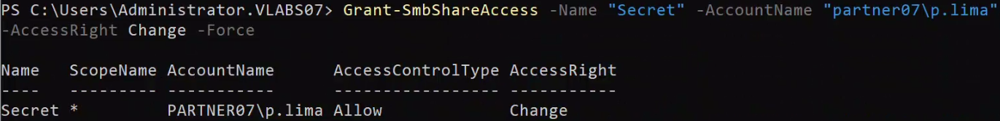 PS C:\Users\Administrator.VLABS07> Grant-SmbShareAccess -Name "Secret" -AccountName "partner07\p.lima"
-AccessRight Change -Force
Name   ScopeName AccountName      AccessControlType AccessRight
----   --------- -----------      ----------------- -----------
Secret *         PARTNER07\p.lima Allow             Change